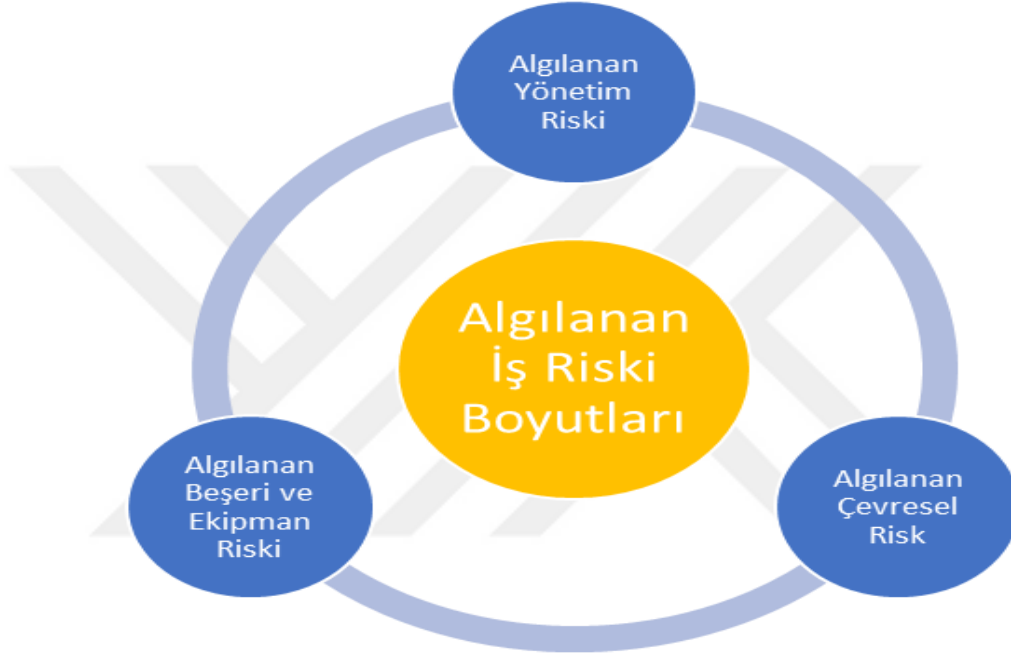 Algılanan
Yönetim
Riski
Algılanan
İş Riski
Boyutları
Algılanan
Beşeri ve
Ekipman
Riski
Algılanan
Çevresel
Risk